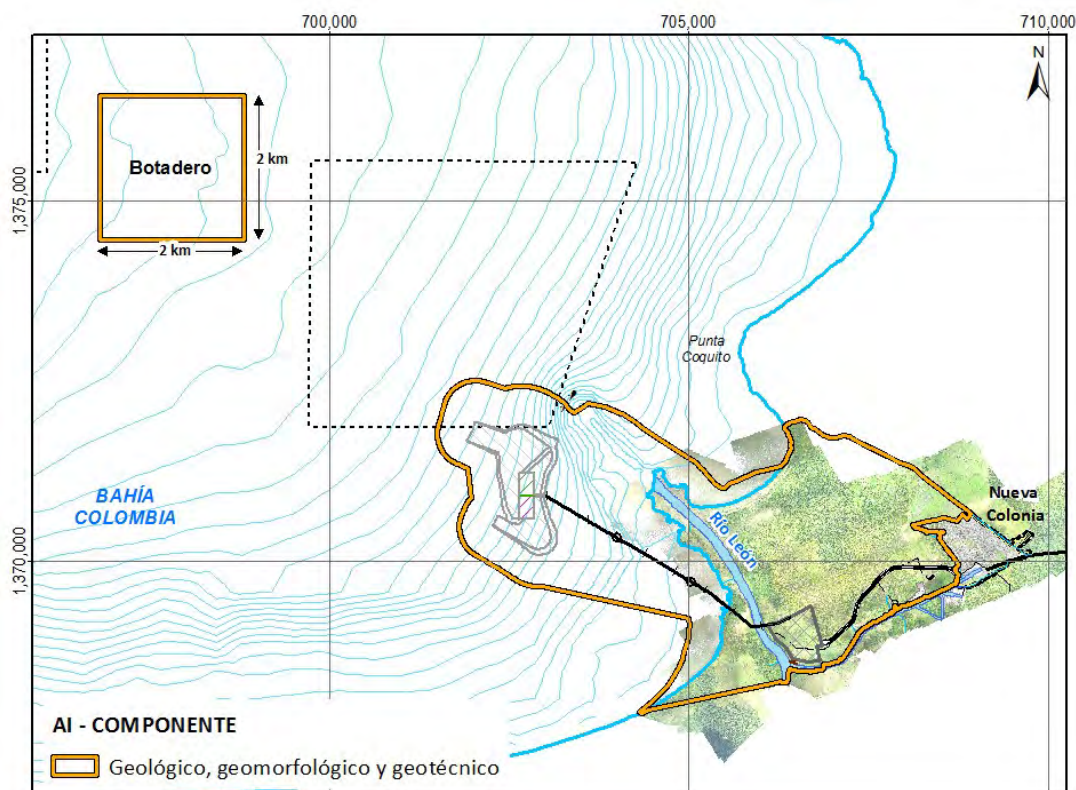 700,000
705,000
710,000
N
Botadero
2 km
2 km
1,375,000
Punta
Coquito
BAHÍA
COLOMBIA
Río León
Nueva
Colonia
1,370,000
AI - COMPONENTE
Geológico, geomorfológico y geotécnico